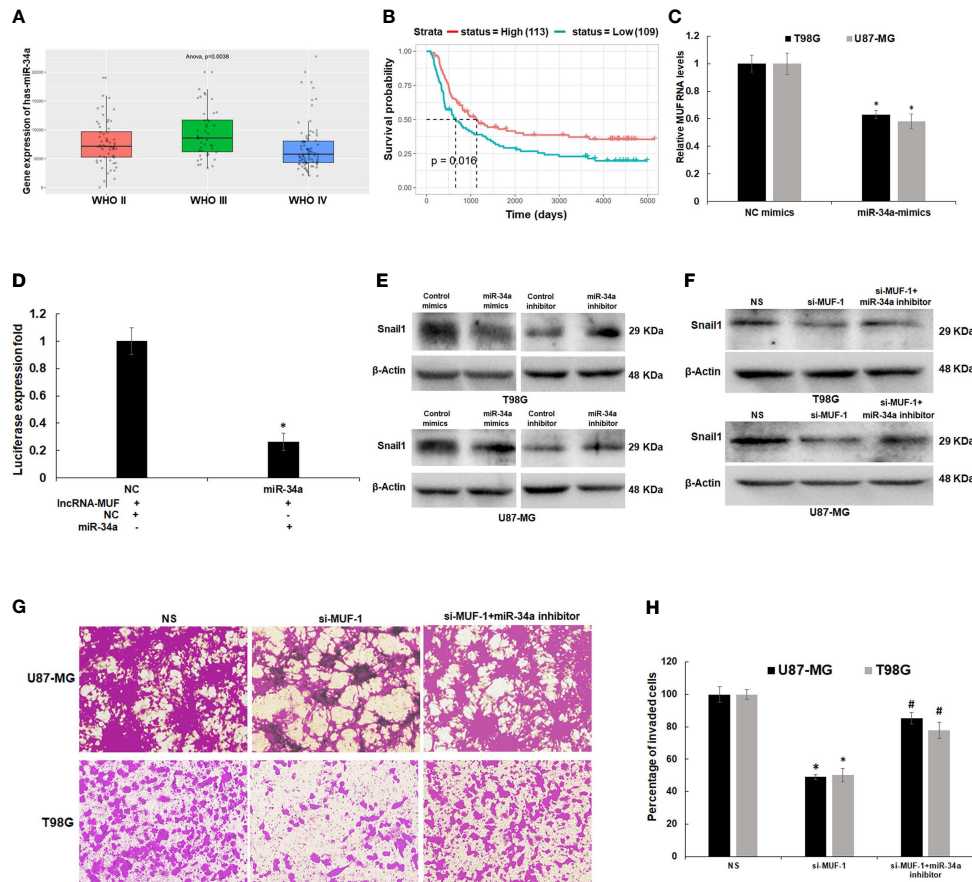 A
Anova, p=0.0038
Gene expression of has-miR-34a
20000
15000
10000
5000
0
WHO II
WHO III
WHO IV
B
Strata
status = High (113)
status = Low (109)
Survival probability
1.00
0.75
0.50
0.25
0.00
p = 0.016
0
1000
2000
3000
4000
5000
Time (days)
C
T98G
U87-MG
Relative MUF RNA levels
1.2
1
0.8
0.6
0.4
0.2
0
*
*
NC mimics
miR-34a-mimics
D
Luciferase expression fold
1.2
1
0.8
0.6
0.4
0.2
0
*
NC
miR-34a
lncRNA-MUF + +
NC + -
miR-34a - +
E
Control mimics
miR-34a mimics
Control inhibitor
miR-34a inhibitor
Snail1
29 KDa
β-Actin
48 KDa
T98G
Control mimics
miR-34a mimics
Control inhibitor
miR-34a inhibitor
Snail1
29 KDa
β-Actin
48 KDa
U87-MG
F
NS
si-MUF-1
si-MUF-1+
miR-34a inhibitor
Snail1
29 KDa
β-Actin
48 KDa
T98G
NS
si-MUF-1
si-MUF-1+
miR-34a inhibitor
Snail1
29 KDa
β-Actin
48 KDa
U87-MG
G
NS
si-MUF-1
si-MUF-1+miR-34a inhibitor
U87-MG
T98G
H
U87-MG
T98G
Percentage of invaded cells
120
100
80
60
40
20
0
*
*
#
#
NS
si-MUF-1
si-MUF-1+miR-34a
inhibitor